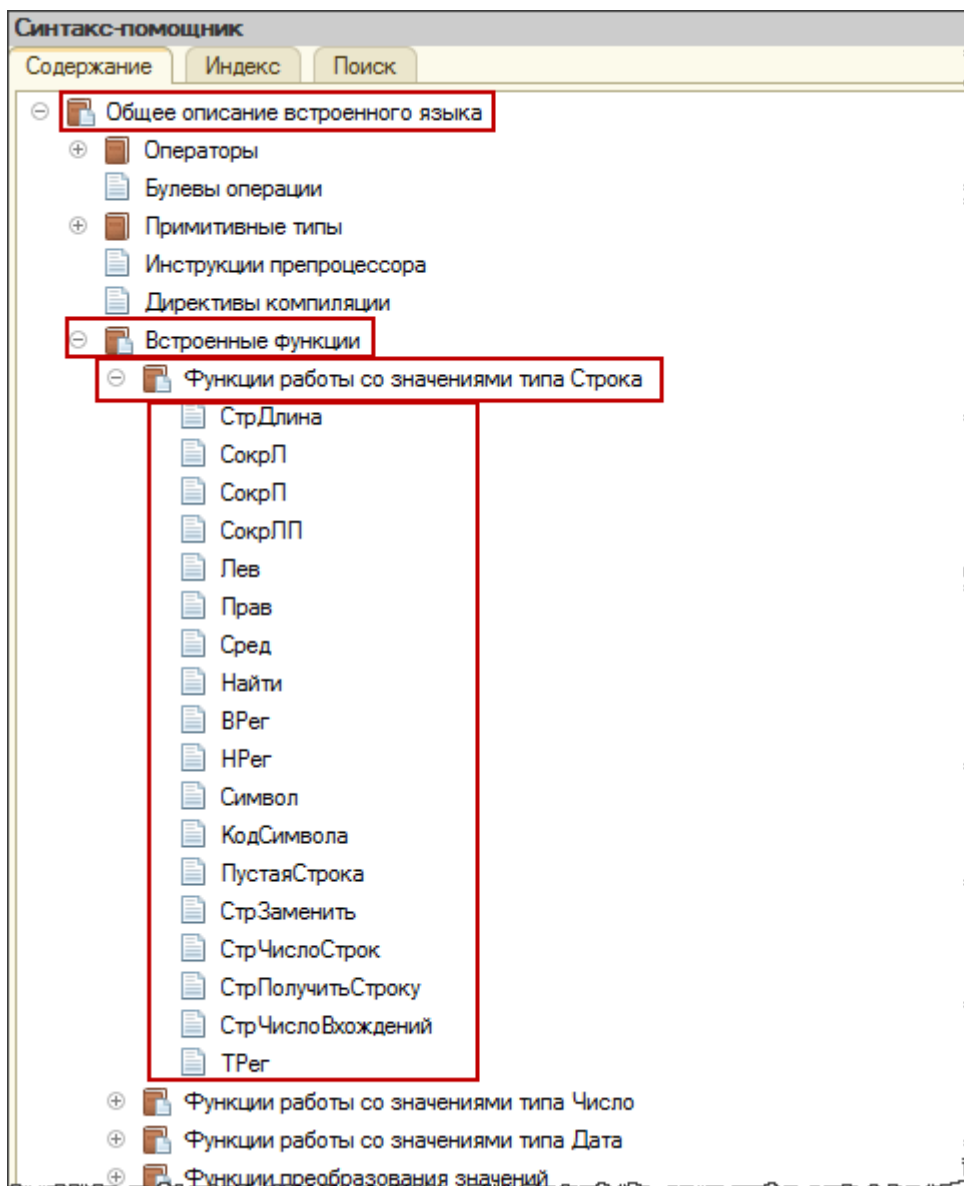 Синтакс-помощник
Содержание Индекс Поиск
Общее описание встроенного языка
Операторы
Булевы операции
Примитивные типы
Инструкции препроцессора
Директивы компиляции
Встроенные функции
Функции работы со значениями типа Строка
СтрДлина
СокрЛ
СокрП
СокрЛП
Лев
Прав
Сред
Найти
ВРег
НРег
Символ
КодСимвола
ПустаяСтрока
СтрЗаменить
СтрЧислоСтрок
СтрПолучитьСтроку
СтрЧислоВхождений
ТРег
Функции работы со значениями типа Число
Функции работы со значениями типа Дата
Функции преобразования значений